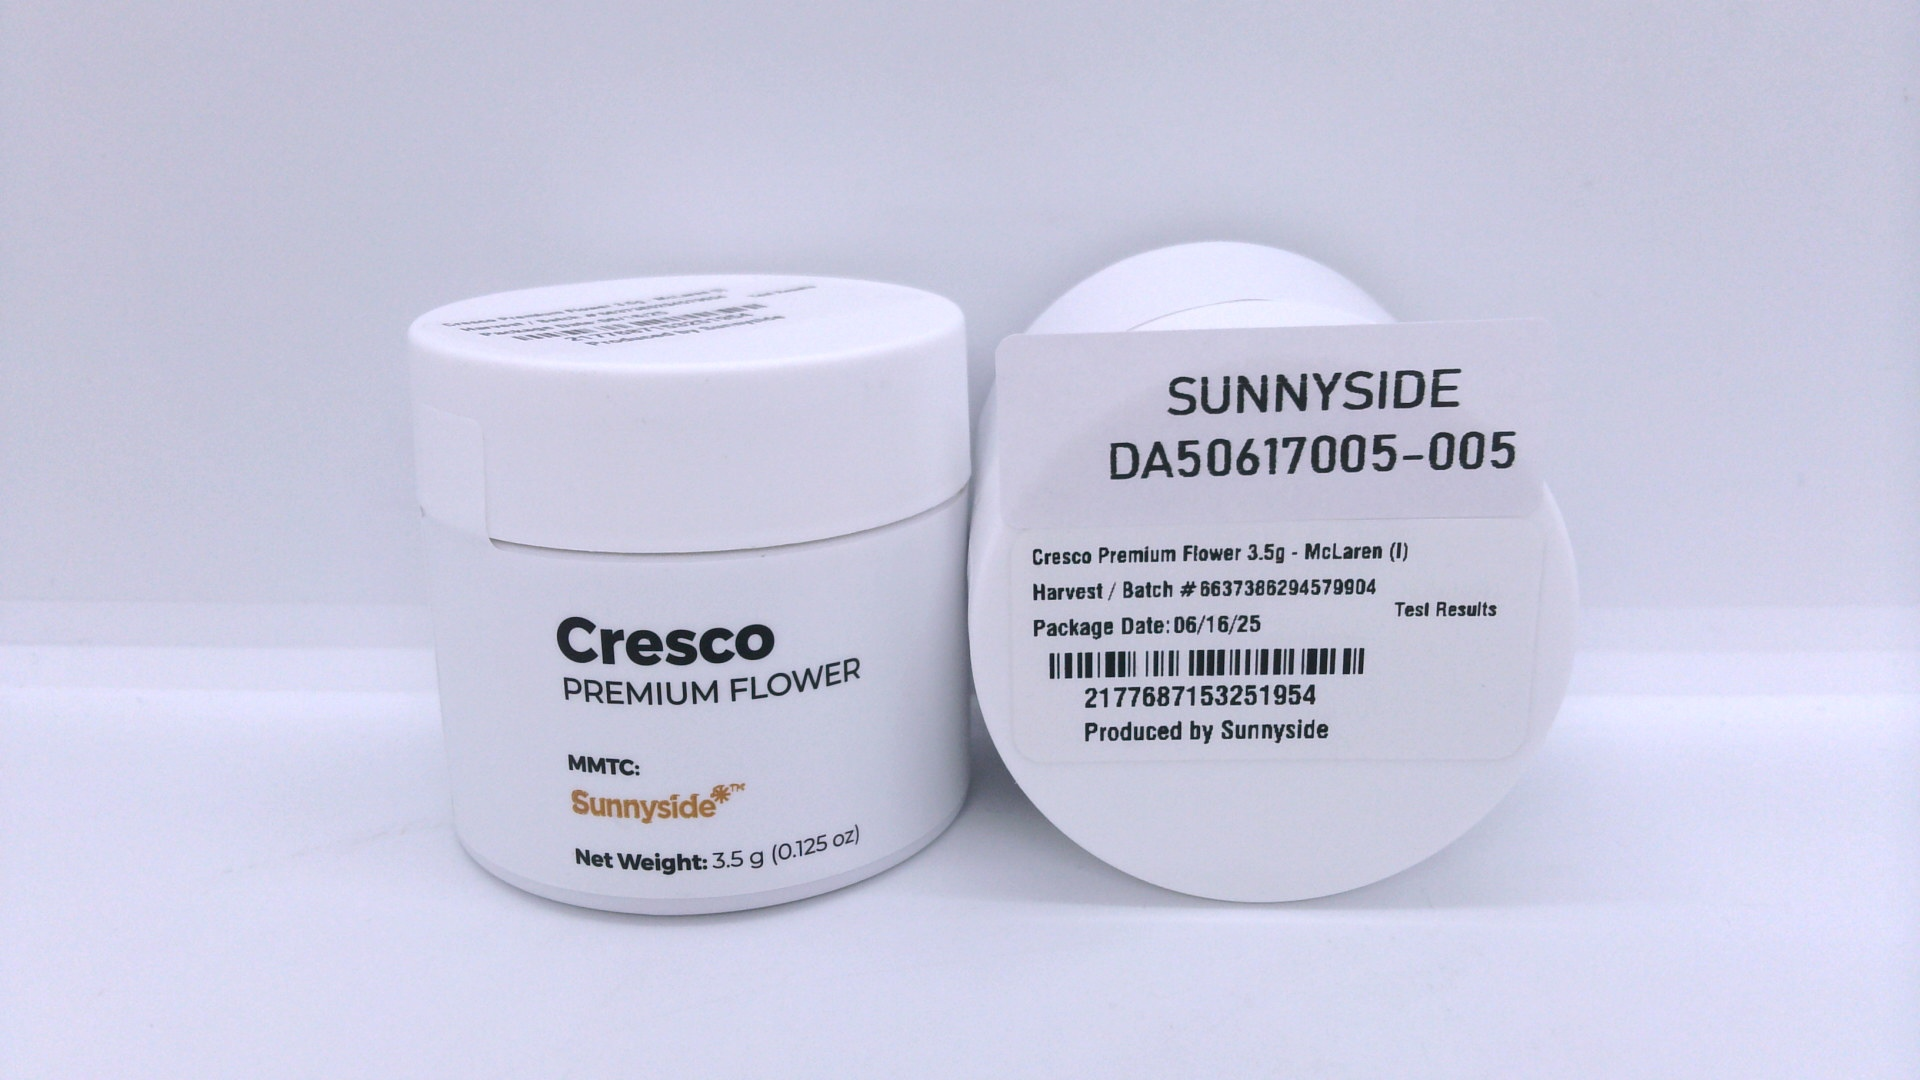 Cresco
PREMIUM FLOWER
MMTC:
Sunnyside™
Net Weight: 3.5 g (0.125 oz)
SUNNYSIDE
DA50617005-005
Cresco Premium Flower 3.5g - McLaren (I)
Harvest / Batch # 6637386294579904
Test Results
Package Date: 06/16/25
2177687153251954
Produced by Sunnyside